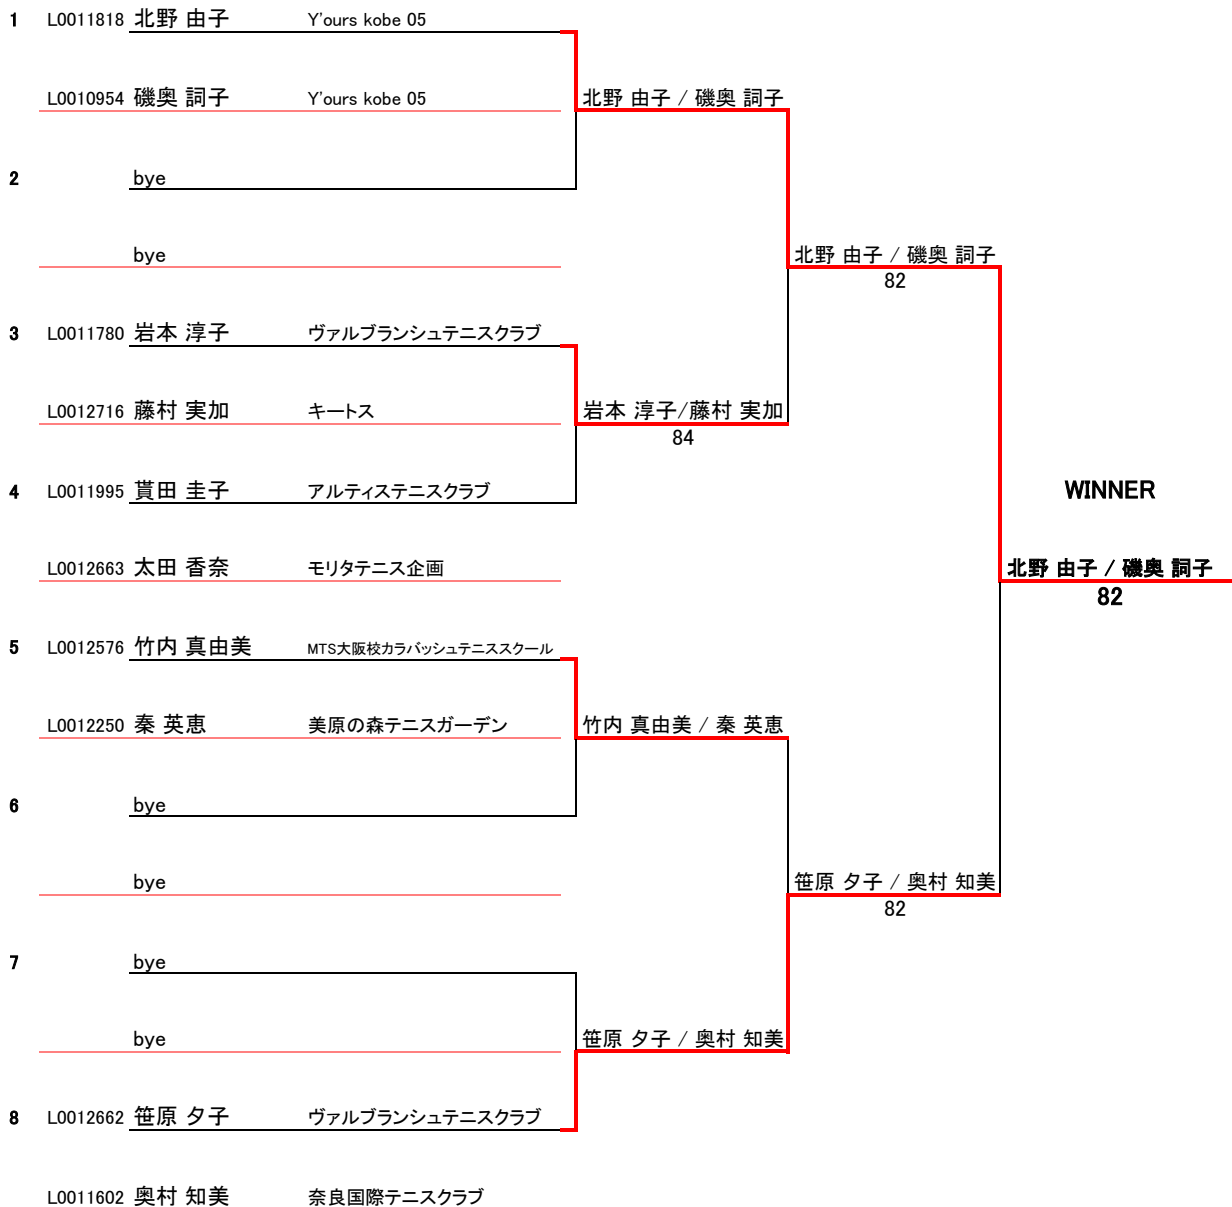 1 L0011818 北野 由子 Y'ours kobe 05
L0010954 磯奥 詞子 Y'ours kobe 05 北野 由子 / 磯奥 詞子
2 bye
bye 北野 由子 / 磯奥 詞子
82
3 L0011780 岩本 淳子 ヴァルブランシュテニスクラブ
L0012716 藤村 実加 キートス 岩本 淳子/藤村 実加
84
4 L0011995 貰田 圭子 アルティステニスクラブ WINNER
L0012663 太田 香奈 モリタテニス企画 北野 由子 / 磯奥 詞子
82
5 L0012576 竹内 真由美 MTS大阪校カラバッシュテニススクール
L0012250 秦 英恵 美原の森テニスガーデン 竹内 真由美 / 秦 英恵
6 bye
bye 笹原 夕子 / 奥村 知美
82
7 bye
bye 笹原 夕子 / 奥村 知美
8 L0012662 笹原 夕子 ヴァルブランシュテニスクラブ
L0011602 奥村 知美 奈良国際テニスクラブ